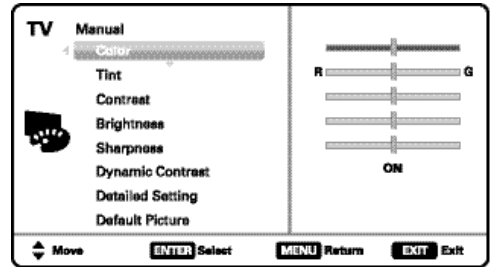 TV Manual
Color
Tint R G
Contrast
Brightness
Sharpness
Dynamic Contrast ON
Detailed Setting
Default Picture
Move ENTER Select MENU Return EXIT Exit